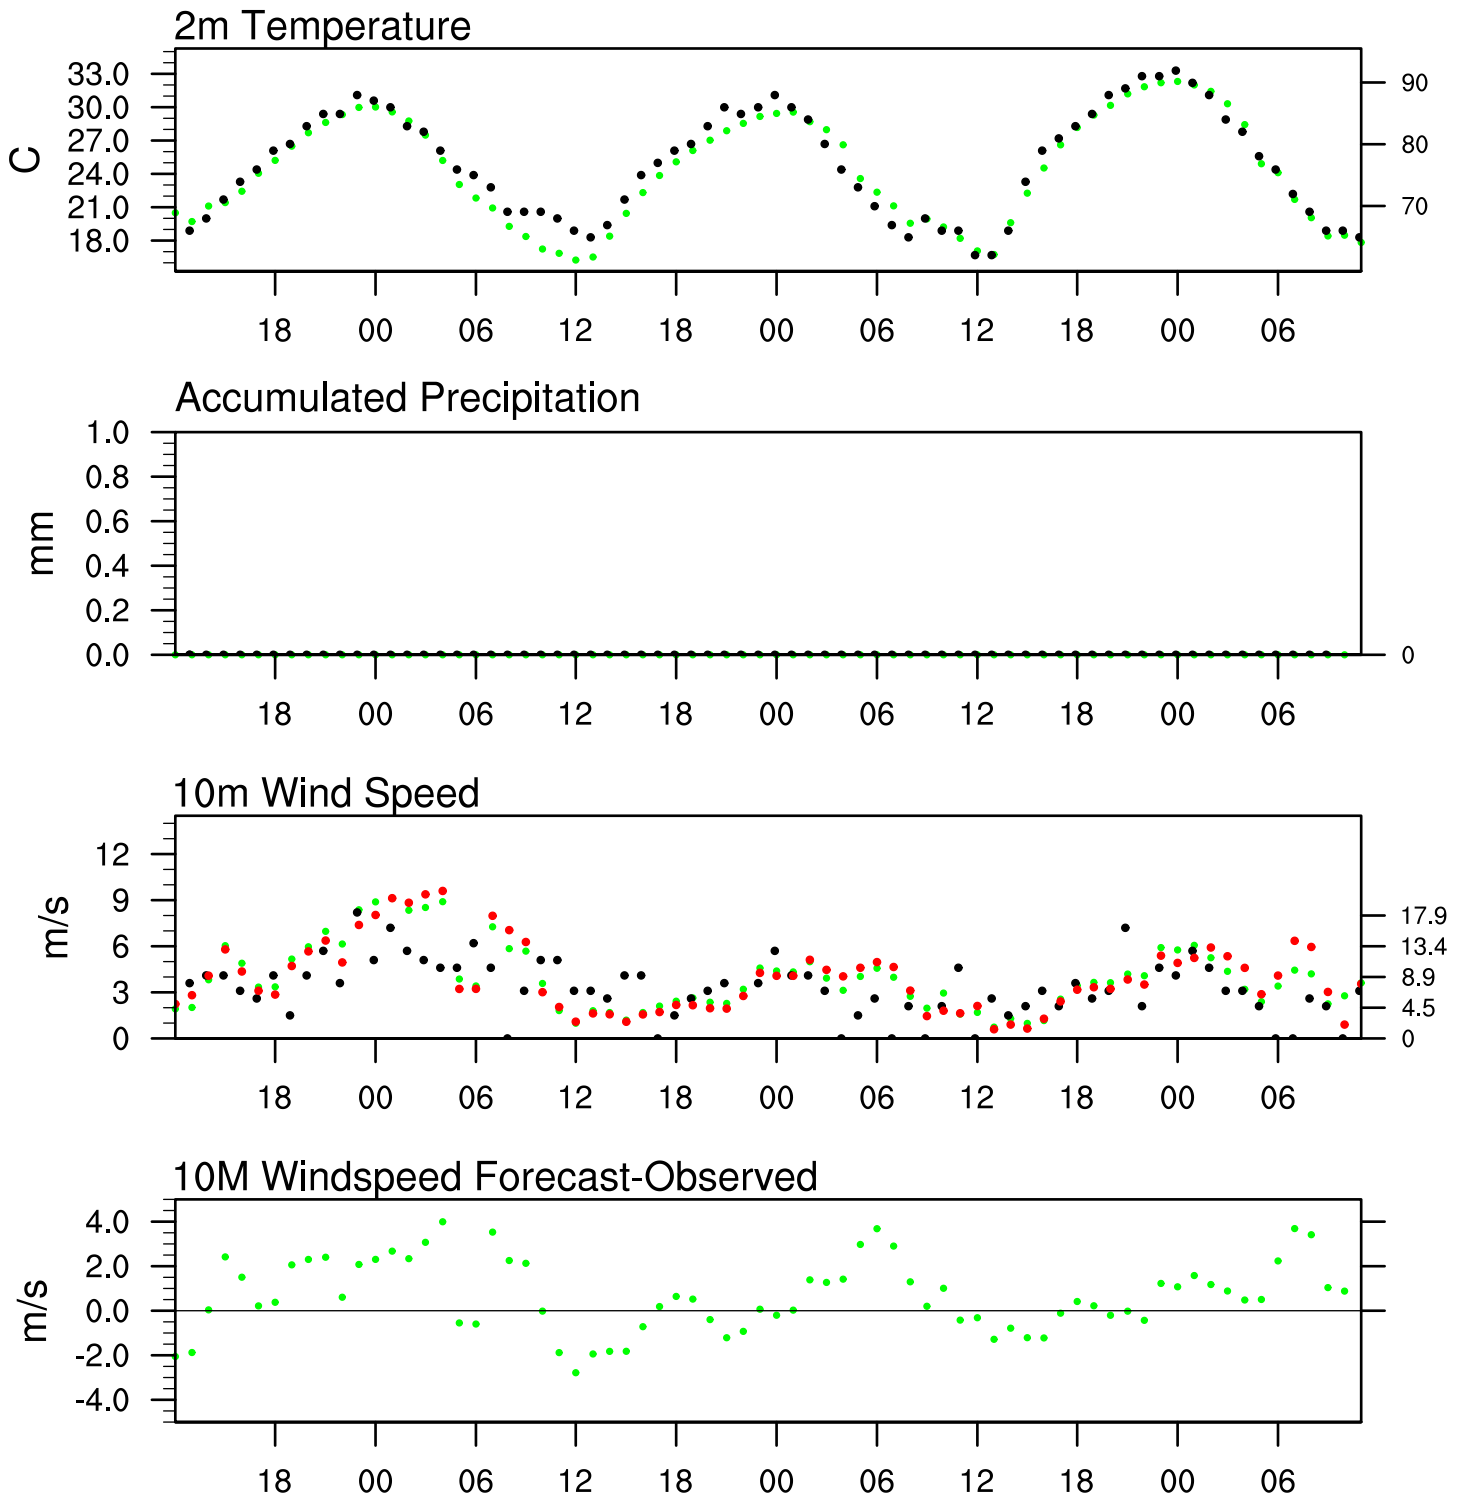 2m Temperature
33.0
30.0
27.0
24.0
21.0
18.0
C
90
80
70
18 00 06 12 18 00 06 12 18 00 06
Accumulated Precipitation
1.0
0.8
0.6
0.4
0.2
0.0
mm
0
18 00 06 12 18 00 06 12 18 00 06
10m Wind Speed
12
9
6
3
0
m/s
17.9
13.4
8.9
4.5
0
18 00 06 12 18 00 06 12 18 00 06
10M Windspeed Forecast-Observed
4.0
2.0
0.0
-2.0
-4.0
m/s
18 00 06 12 18 00 06 12 18 00 06